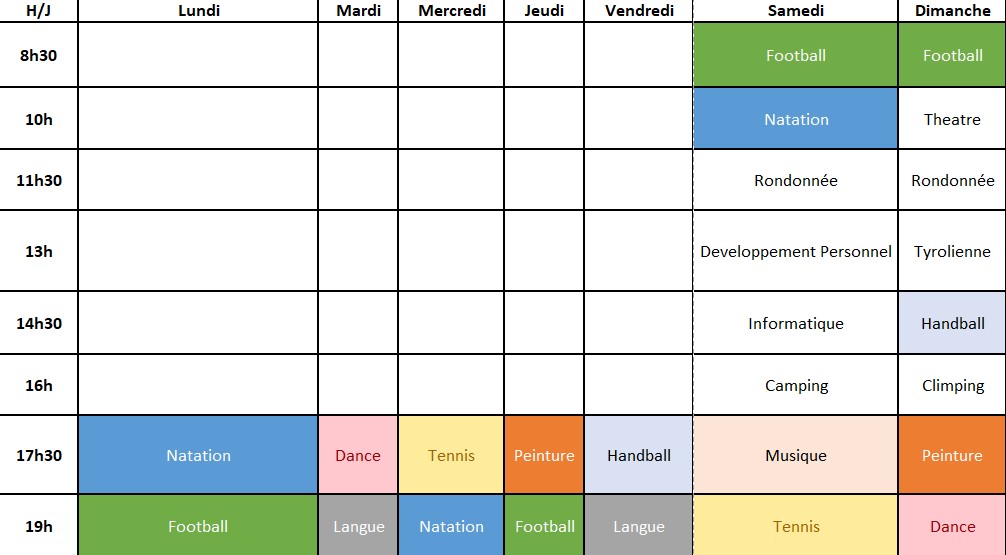 H/J Lundi Mardi Mercredi Jeudi Vendredi Samedi Dimanche
8h30 Football Football
10h Natation Theatre
11h30 Rondonnée Rondonnée
13h Developpement Personnel Tyrolienne
14h30 Informatique Handball
16h Camping Climping
17h30 Natation Dance Tennis Peinture Handball Musique Peinture
19h Football Langue Natation Football Langue Tennis Dance